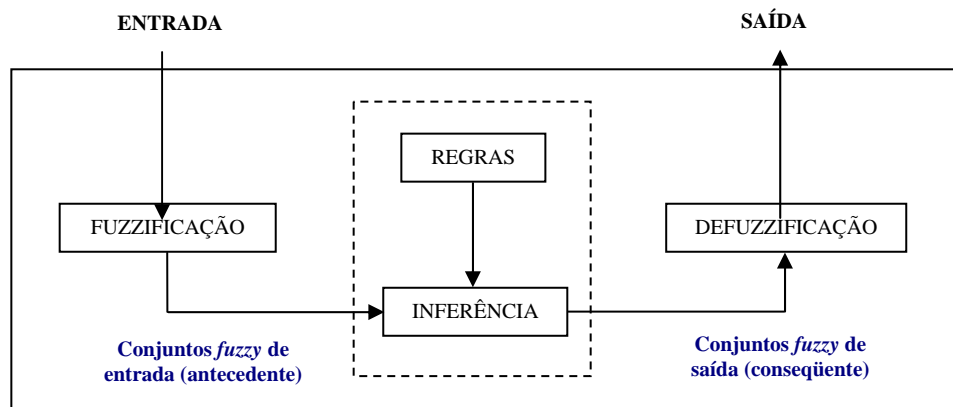 ENTRADA
SAÍDA
REGRAS
FUZZIFICAÇÃO
DEFUZZIFICAÇÃO
INFERÊNCIA
Conjuntos fuzzy de
entrada (antecedente)
Conjuntos fuzzy de
saída (conseqüente)